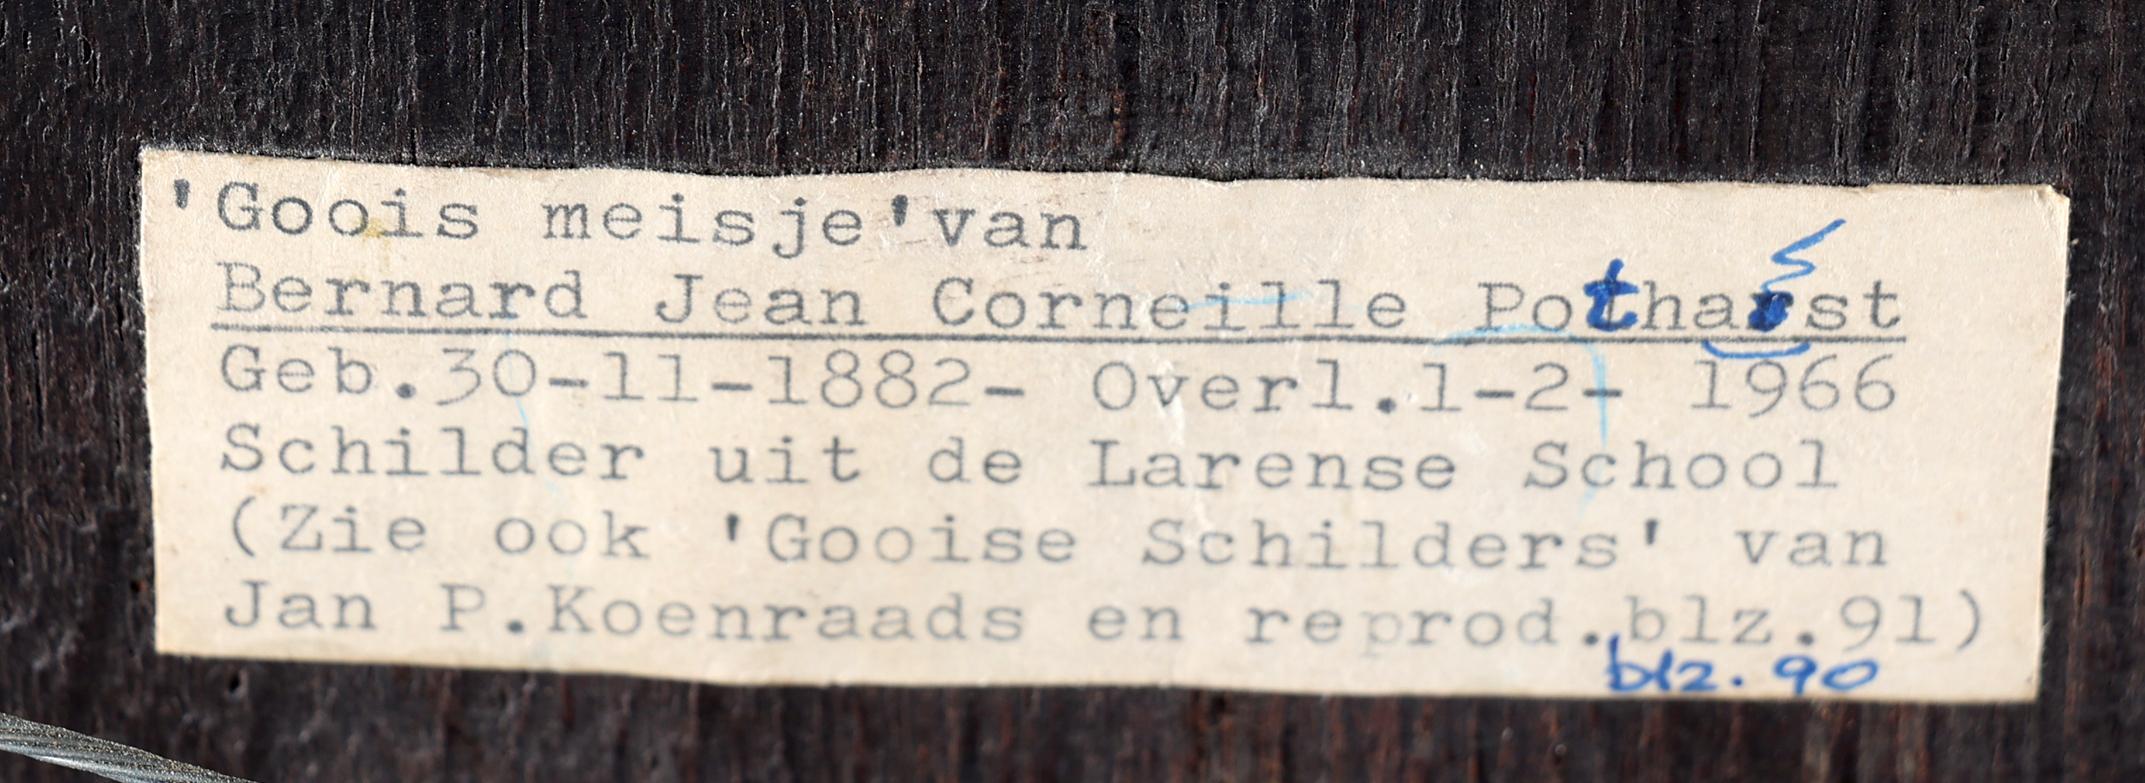 'Goois meisje'van
Bernard Jean Corneille Potharst
Geb.30-11-1882- Overl.1-2- 1966
Schilder uit de Larense School
(Zie ook 'Gooise Schilders' van
Jan P.Koenraads en reprod.blz.91)
blz. 90